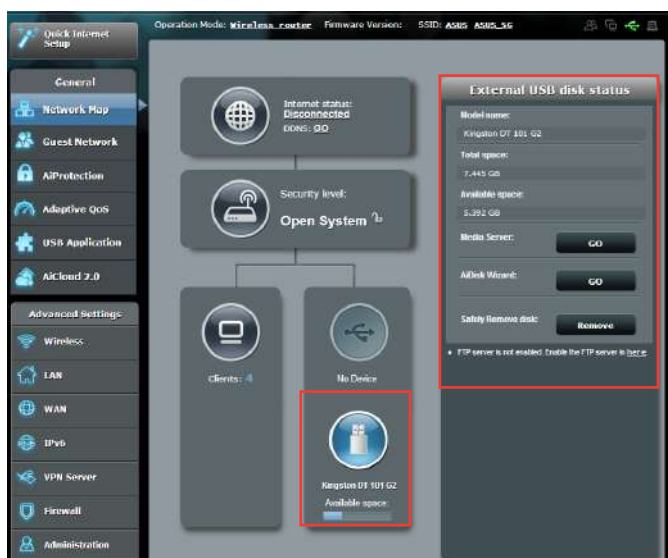 Quick Internet
Setup
Operation Mode: Wireless router Firmware Version: SSID: ASUS ASUS_5G
General
Network Map
Guest Network
AiProtection
Adaptive QoS
USB Application
AiCloud 2.0
Advanced Settings
Wireless
LAN
WAN
IPv6
VPN Server
Firewall
Administration
Internet status:
Disconnected
DDNS: GO
Security level:
Open System
Clients: 4
No Device
Kingston DT 101 G2
Available space:
External USB disk status
Model name:
Kingston DT 101 G2
Total space:
7.445 GB
Available space:
5.392 GB
Media Server: GO
AiDisk Wizard: GO
Safely Remove disk: Remove
FTP server is not enabled. Enable the FTP server in here